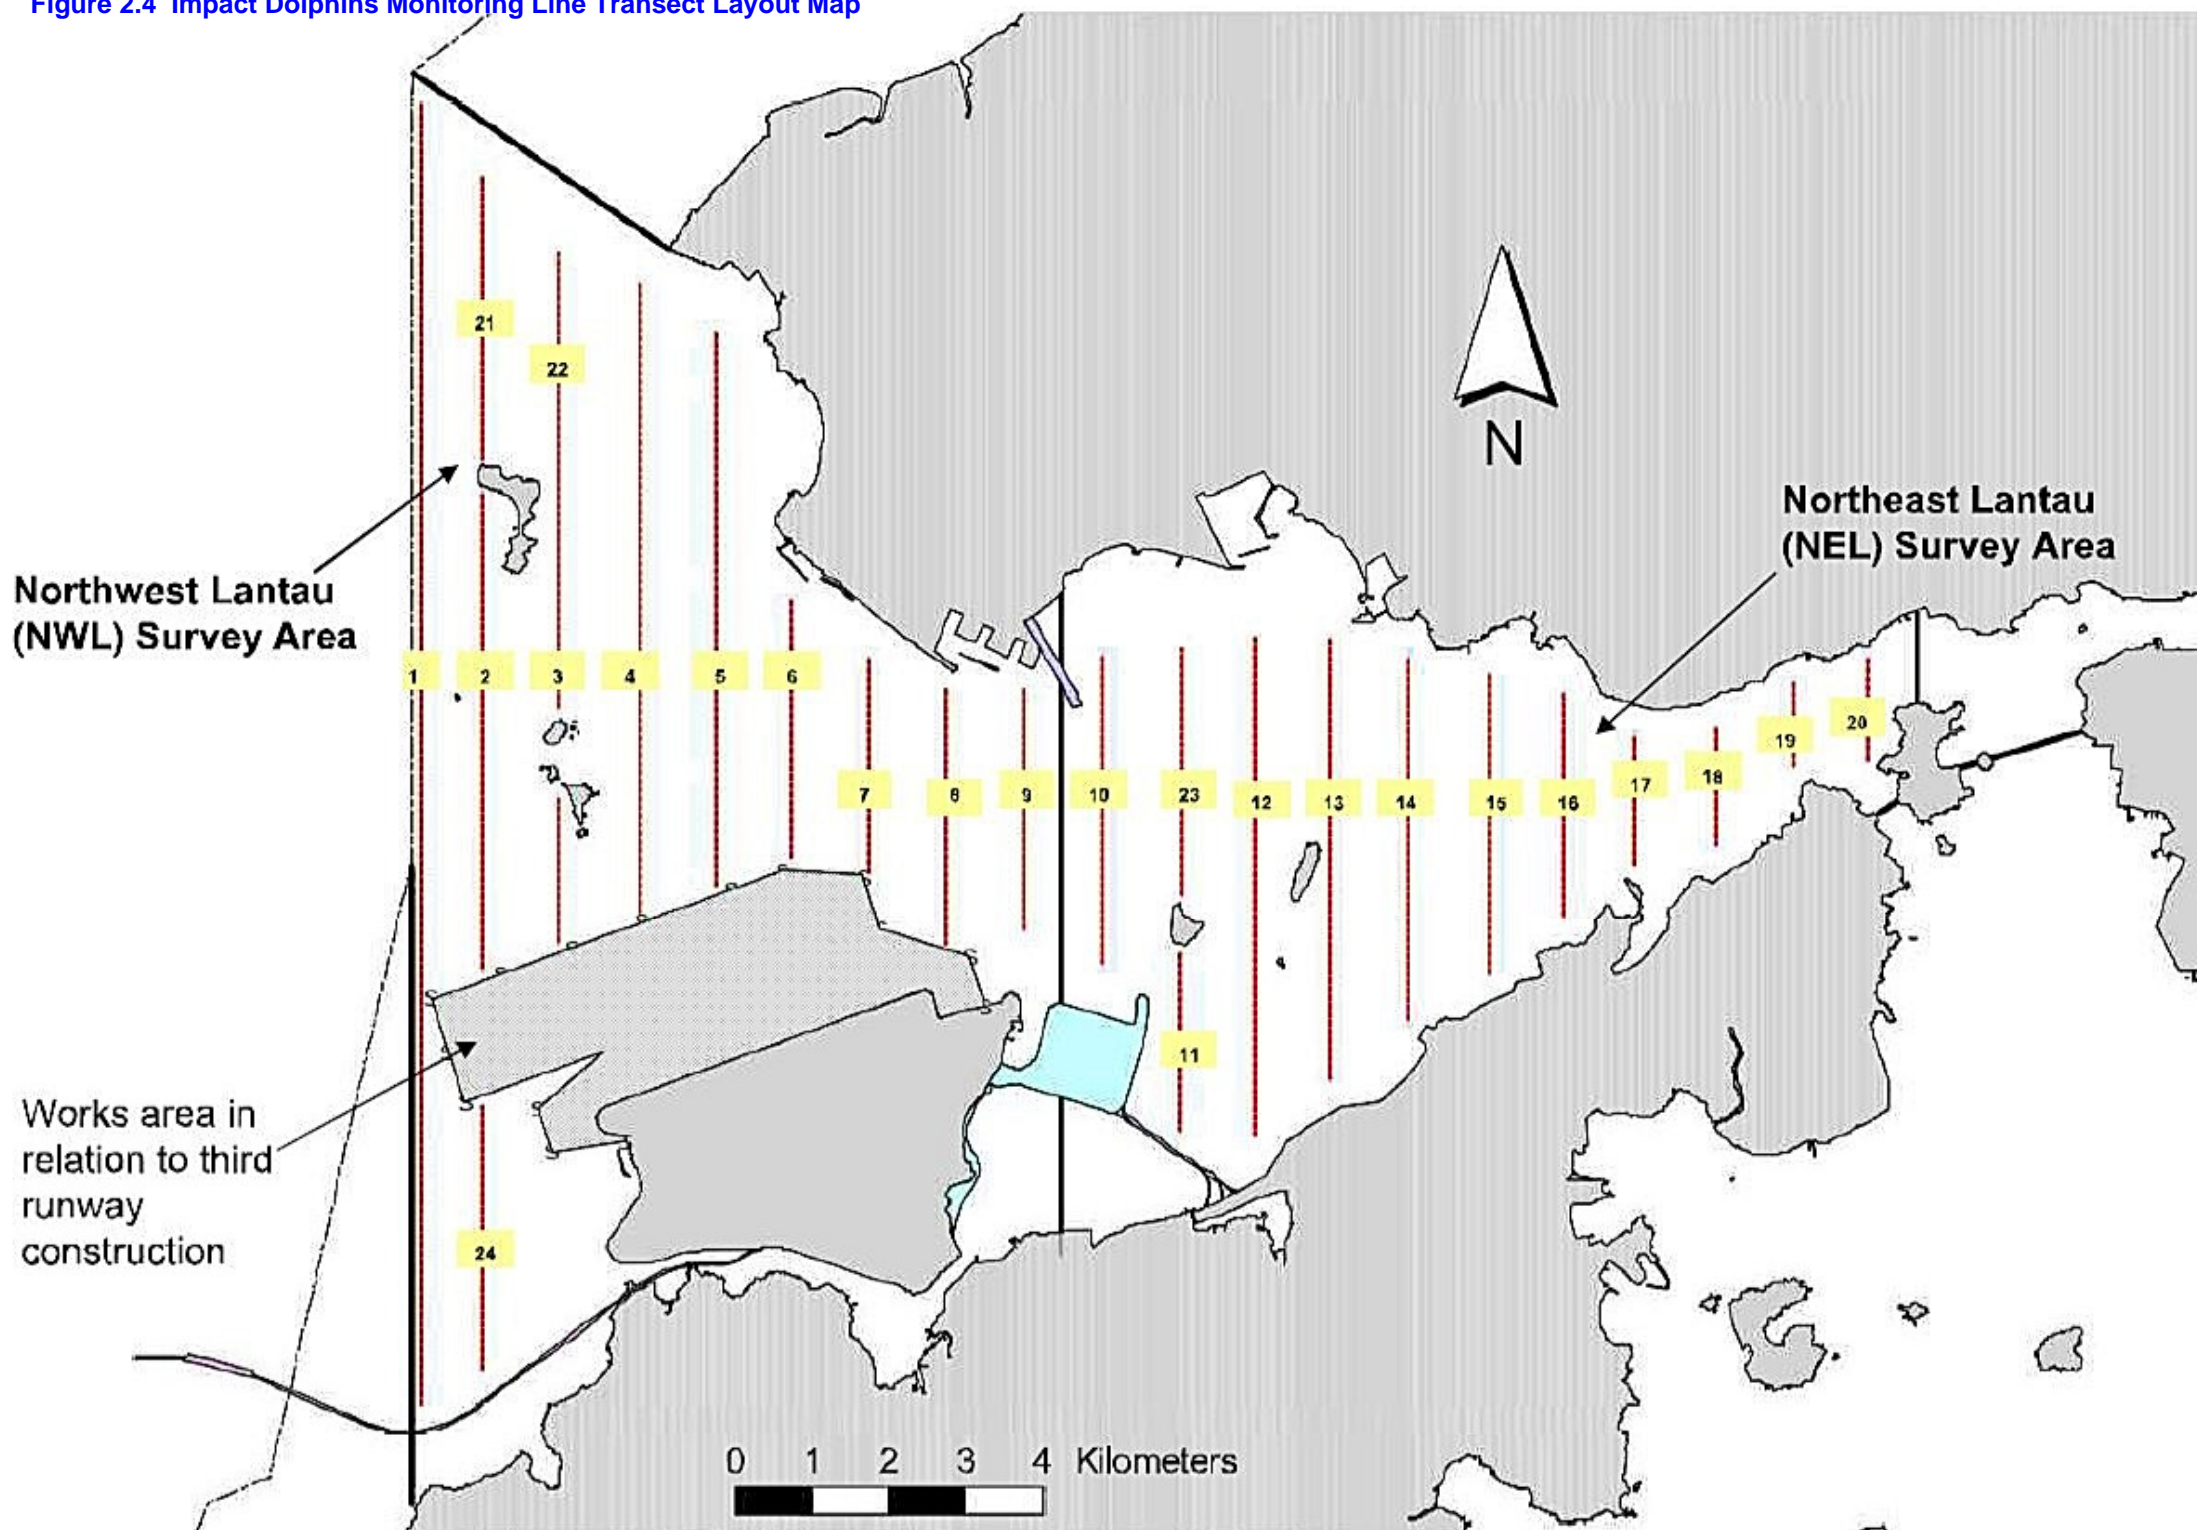 Figure 2.4 Impact Dolphins Monitoring Line Transect Layout Map
21
22
N
Northeast Lantau
(NEL) Survey Area
Northwest Lantau
(NWL) Survey Area
1 2 3 4 5 6
7 8 9 10 23 12 13 14 15 16 17 18 19 20
11
Works area in
relation to third
runway
construction
24
0 1 2 3 4 Kilometers